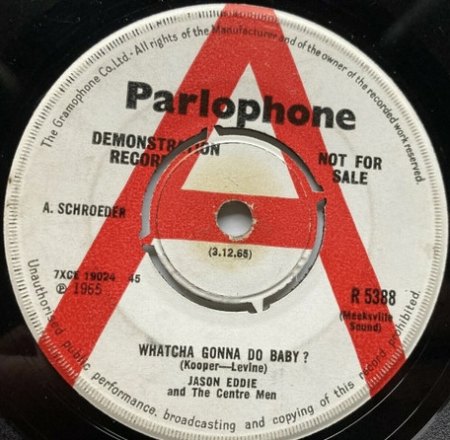 The Gramophone Co. Ltd. - All rights of the Manufacturer and of the owner of the recorded work reserved.
Parlophone
DEMONSTRATION
RECORD
NOT FOR
SALE
A. SCHROEDER
(3.12.65)
7XCE 19024 45
℗ 1965
R 5388
(Meeksville
Sound)
WHATCHA GONNA DO BABY?
(Kooper—Levine)
JASON EDDIE
and The Centre Men
Unauthorised public performance, broadcasting and copying of this record prohibited.
A